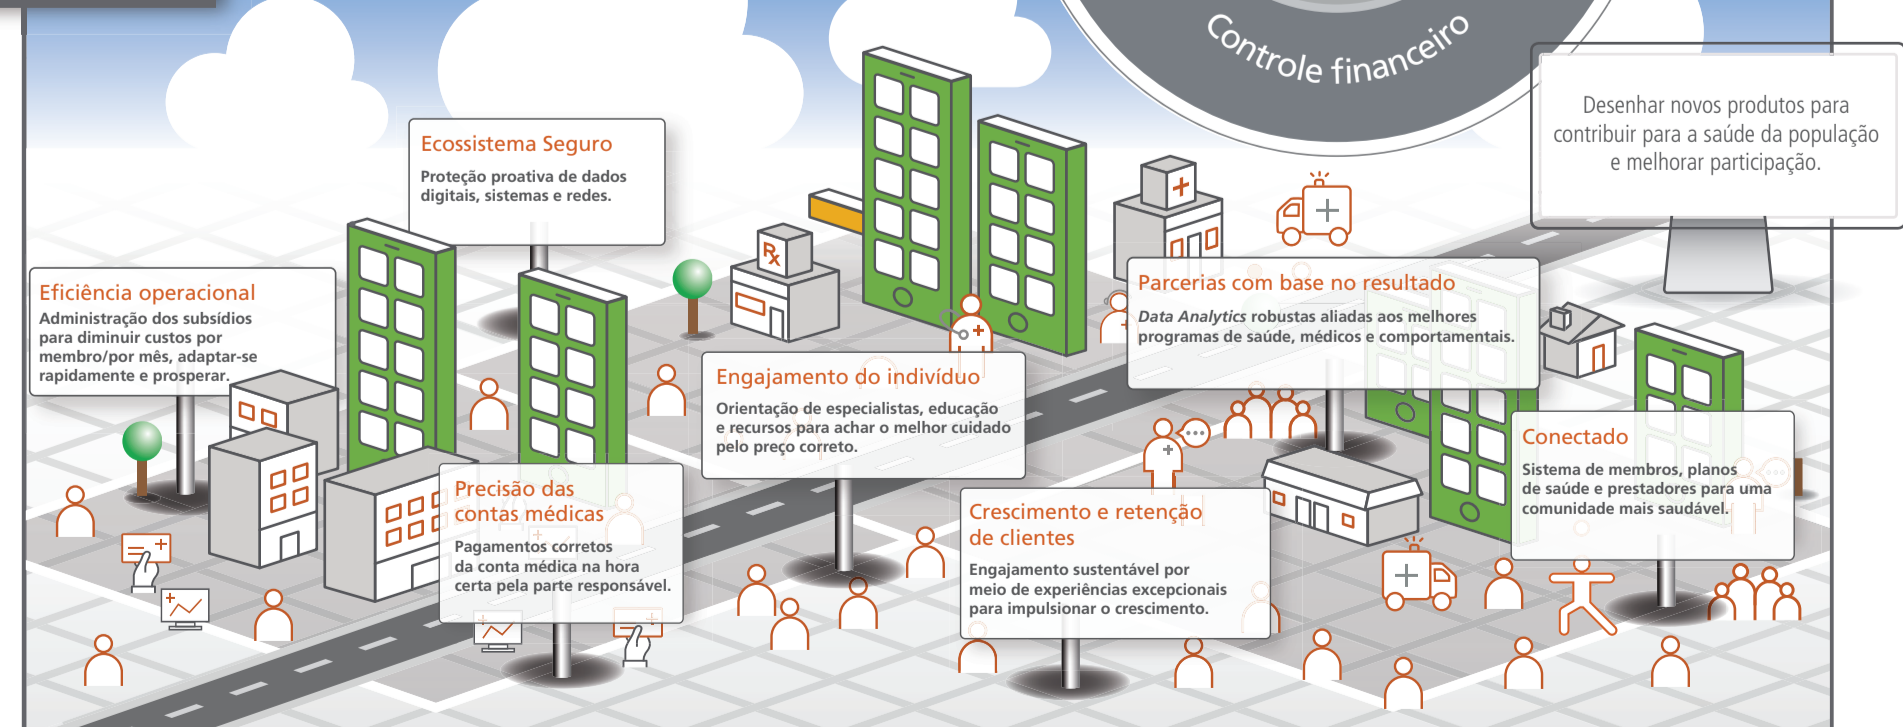 Controle financeiro
Desenhar novos produtos para
contribuir para a saúde da população
e melhorar participação.
Ecossistema Seguro
Proteção proativa de dados
digitais, sistemas e redes.
Eficiência operacional
Administração dos subsídios
para diminuir custos por
membro/por mês, adaptar-se
rapidamente e prosperar.
Rx
Parcerias com base no resultado
Data Analytics robustas aliadas aos melhores
programas de saúde, médicos e comportamentais.
Engajamento do indivíduo
Orientação de especialistas, educação
e recursos para achar o melhor cuidado
pelo preço correto.
Conectado
Sistema de membros, planos
de saúde e prestadores para uma
comunidade mais saudável.
Precisão das
contas médicas
Pagamentos corretos
da conta médica na hora
certa pela parte responsável.
Crescimento e retenção
de clientes
Engajamento sustentável por
meio de experiências excepcionais
para impulsionar o crescimento.